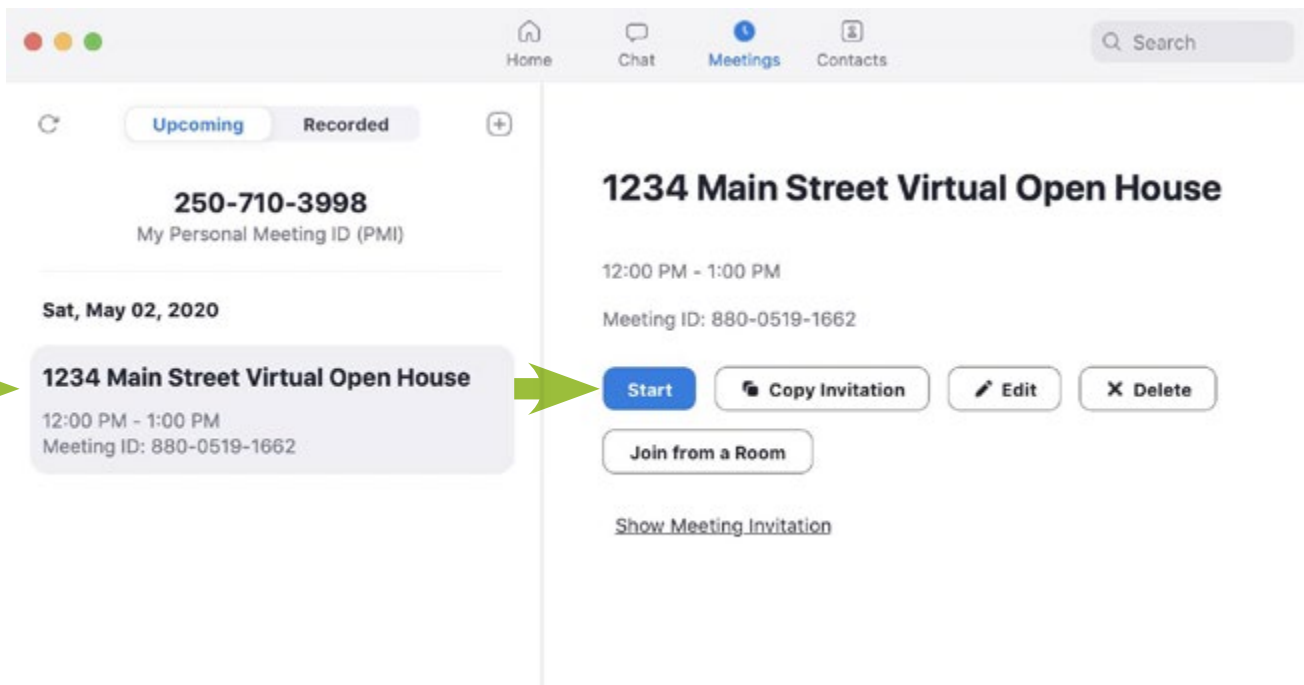 Home
Chat
Meetings
Contacts
Search
Upcoming
Recorded
250-710-3998
My Personal Meeting ID (PMI)
Sat, May 02, 2020
1234 Main Street Virtual Open House
12:00 PM - 1:00 PM
Meeting ID: 880-0519-1662
1234 Main Street Virtual Open House
12:00 PM - 1:00 PM
Meeting ID: 880-0519-1662
Start
Copy Invitation
Edit
Delete
Join from a Room
Show Meeting Invitation